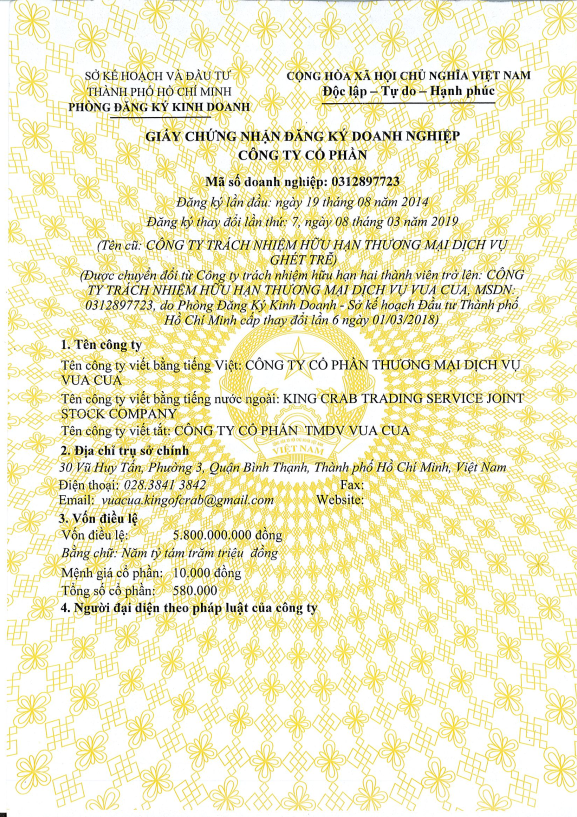 SỞ KẾ HOẠCH VÀ ĐẦU TƯ
THÀNH PHỐ HỒ CHÍ MINH
PHÒNG ĐĂNG KÝ KINH DOANH
CỘNG HÒA XÃ HỘI CHỦ NGHĨA VIỆT NAM
Độc lập – Tự do – Hạnh phúc
GIẤY CHỨNG NHẬN ĐĂNG KÝ DOANH NGHIỆP
CÔNG TY CỔ PHẦN
Mã số doanh nghiệp: 0312897723
Đăng ký lần đầu: ngày 19 tháng 08 năm 2014
Đăng ký thay đổi lần thứ: 7, ngày 08 tháng 03 năm 2019
(Tên cũ: CÔNG TY TRÁCH NHIỆM HỮU HẠN THƯƠNG MẠI DỊCH VỤ
GHÉT TRỄ)
(Được chuyển đổi từ Công ty trách nhiệm hữu hạn hai thành viên trở lên: CÔNG
TY TRÁCH NHIỆM HỮU HẠN THƯƠNG MẠI DỊCH VỤ VUA CUA, MSDN:
0312897723, do Phòng Đăng Ký Kinh Doanh - Sở kế hoạch Đầu tư Thành phố
Hồ Chí Minh cấp thay đổi lần 6 ngày 01/03/2018)
1. Tên công ty
Tên công ty viết bằng tiếng Việt: CÔNG TY CỔ PHẦN THƯƠNG MẠI DỊCH VỤ
VUA CUA
Tên công ty viết bằng tiếng nước ngoài: KING CRAB TRADING SERVICE JOINT
STOCK COMPANY
Tên công ty viết tắt: CÔNG TY CỔ PHẦN TMDV VUA CUA
VIỆT NAM
2. Địa chỉ trụ sở chính
30 Vũ Huy Tấn, Phường 3, Quận Bình Thạnh, Thành phố Hồ Chí Minh, Việt Nam
Điện thoại: 028.3841 3842 Fax:
Email: vuacua.kingofcrab@gmail.com Website:
3. Vốn điều lệ
Vốn điều lệ: 5.800.000.000 đồng
Bằng chữ: Năm tỷ tám trăm triệu đồng
Mệnh giá cổ phần: 10.000 đồng
Tổng số cổ phần: 580.000
4. Người đại diện theo pháp luật của công ty